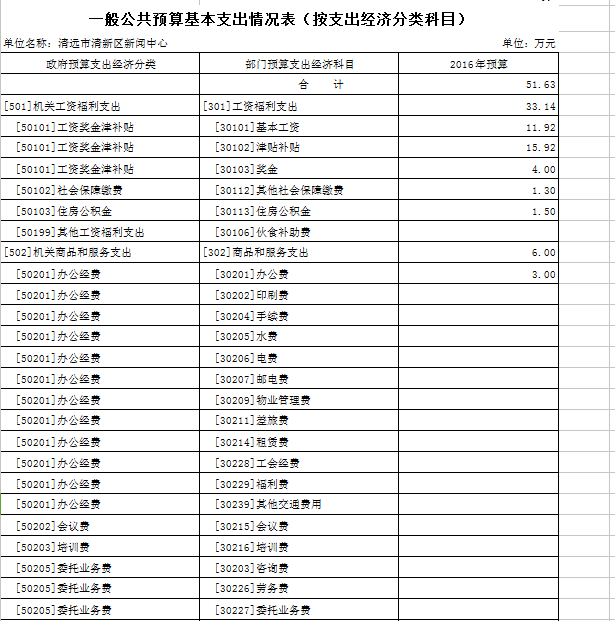 一般公共预算基本支出情况表（按支出经济分类科目）
单位名称：清远市清新区新闻中心 单位：万元
政府预算支出经济分类 部门预算支出经济科目 2016年预算
合 计 51.63
[501]机关工资福利支出 [301]工资福利支出 33.14
[50101]工资奖金津补贴 [30101]基本工资 11.92
[50101]工资奖金津补贴 [30102]津贴补贴 15.92
[50101]工资奖金津补贴 [30103]奖金 4.00
[50102]社会保障缴费 [30112]其他社会保障缴费 1.30
[50103]住房公积金 [30113]住房公积金 1.50
[50199]其他工资福利支出 [30106]伙食补助费
[502]机关商品和服务支出 [302]商品和服务支出 6.00
[50201]办公经费 [30201]办公费 3.00
[50201]办公经费 [30202]印刷费
[50201]办公经费 [30204]手续费
[50201]办公经费 [30205]水费
[50201]办公经费 [30206]电费
[50201]办公经费 [30207]邮电费
[50201]办公经费 [30209]物业管理费
[50201]办公经费 [30211]差旅费
[50201]办公经费 [30214]租赁费
[50201]办公经费 [30228]工会经费
[50201]办公经费 [30229]福利费
[50201]办公经费 [30239]其他交通费用
[50202]会议费 [30215]会议费
[50203]培训费 [30216]培训费
[50205]委托业务费 [30203]咨询费
[50205]委托业务费 [30226]劳务费
[50205]委托业务费 [30227]委托业务费